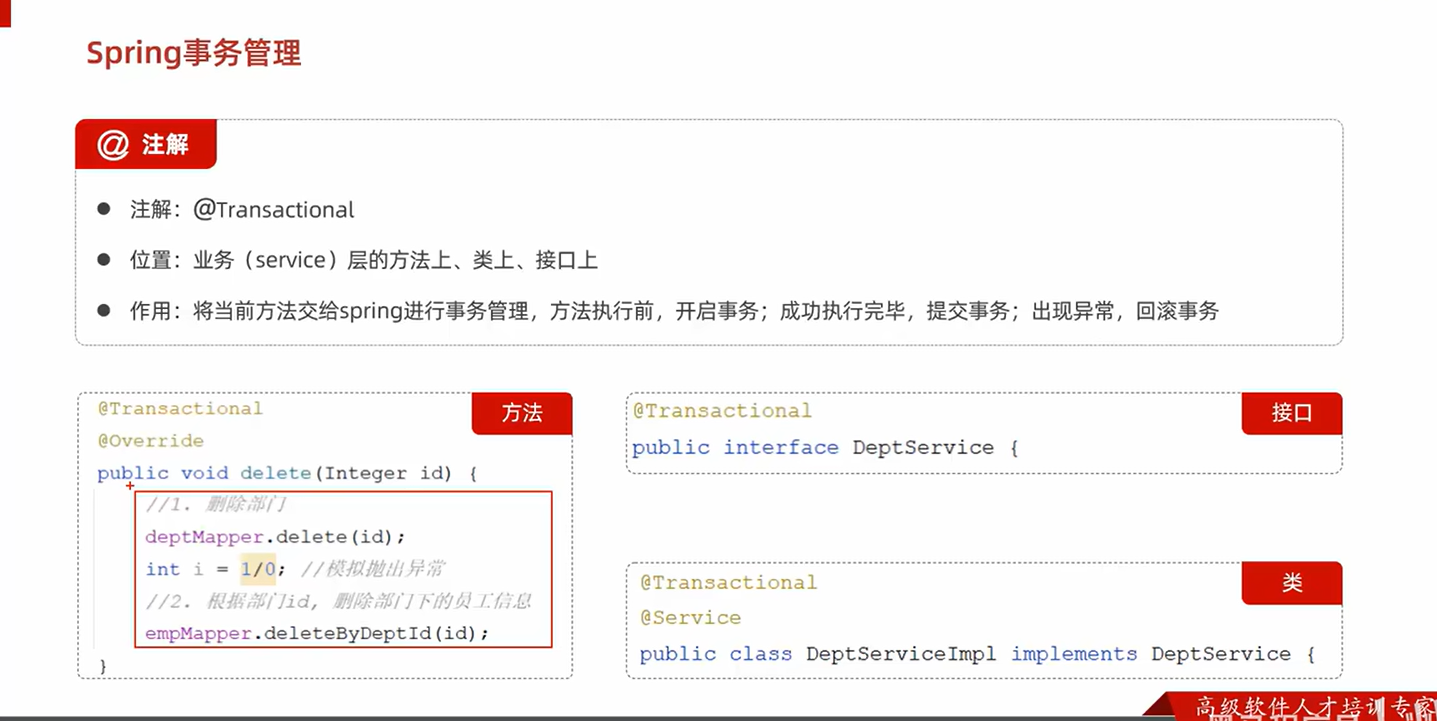 Spring事务管理
@ 注解
注解：@Transactional
位置：业务（service）层的方法上、类上、接口上
作用：将当前方法交给spring进行事务管理，方法执行前，开启事务；成功执行完毕，提交事务；出现异常，回滚事务
方法
@Transactional
@Override
public void delete(Integer id) {
//1. 删除部门
deptMapper.delete(id);
int i = 1/0; //模拟抛出异常
//2. 根据部门id, 删除部门下的员工信息
empMapper.deleteByDeptId(id);
}
接口
@Transactional
public interface DeptService {
类
@Transactional
@Service
public class DeptServiceImpl implements DeptService {
高级软件人才培训专家